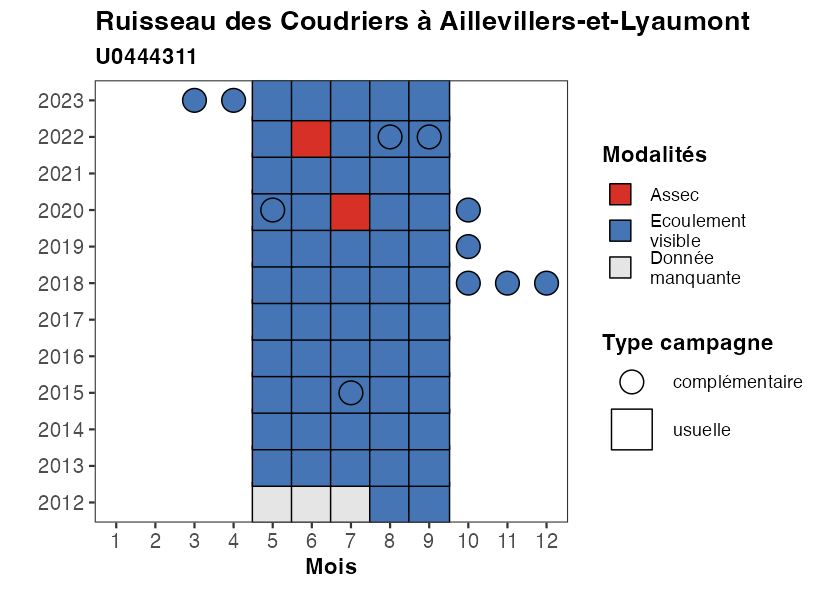 Ruisseau des Coudriers à Aillevillers-et-Lyaumont
U0444311
2023
2022
2021
2020
2019
2018
2017
2016
2015
2014
2013
2012
1 2 3 4 5 6 7 8 9 10 11 12
Mois
Modalités
Assec
Ecoulement
visible
Donnée
manquante
Type campagne
complémentaire
usuelle